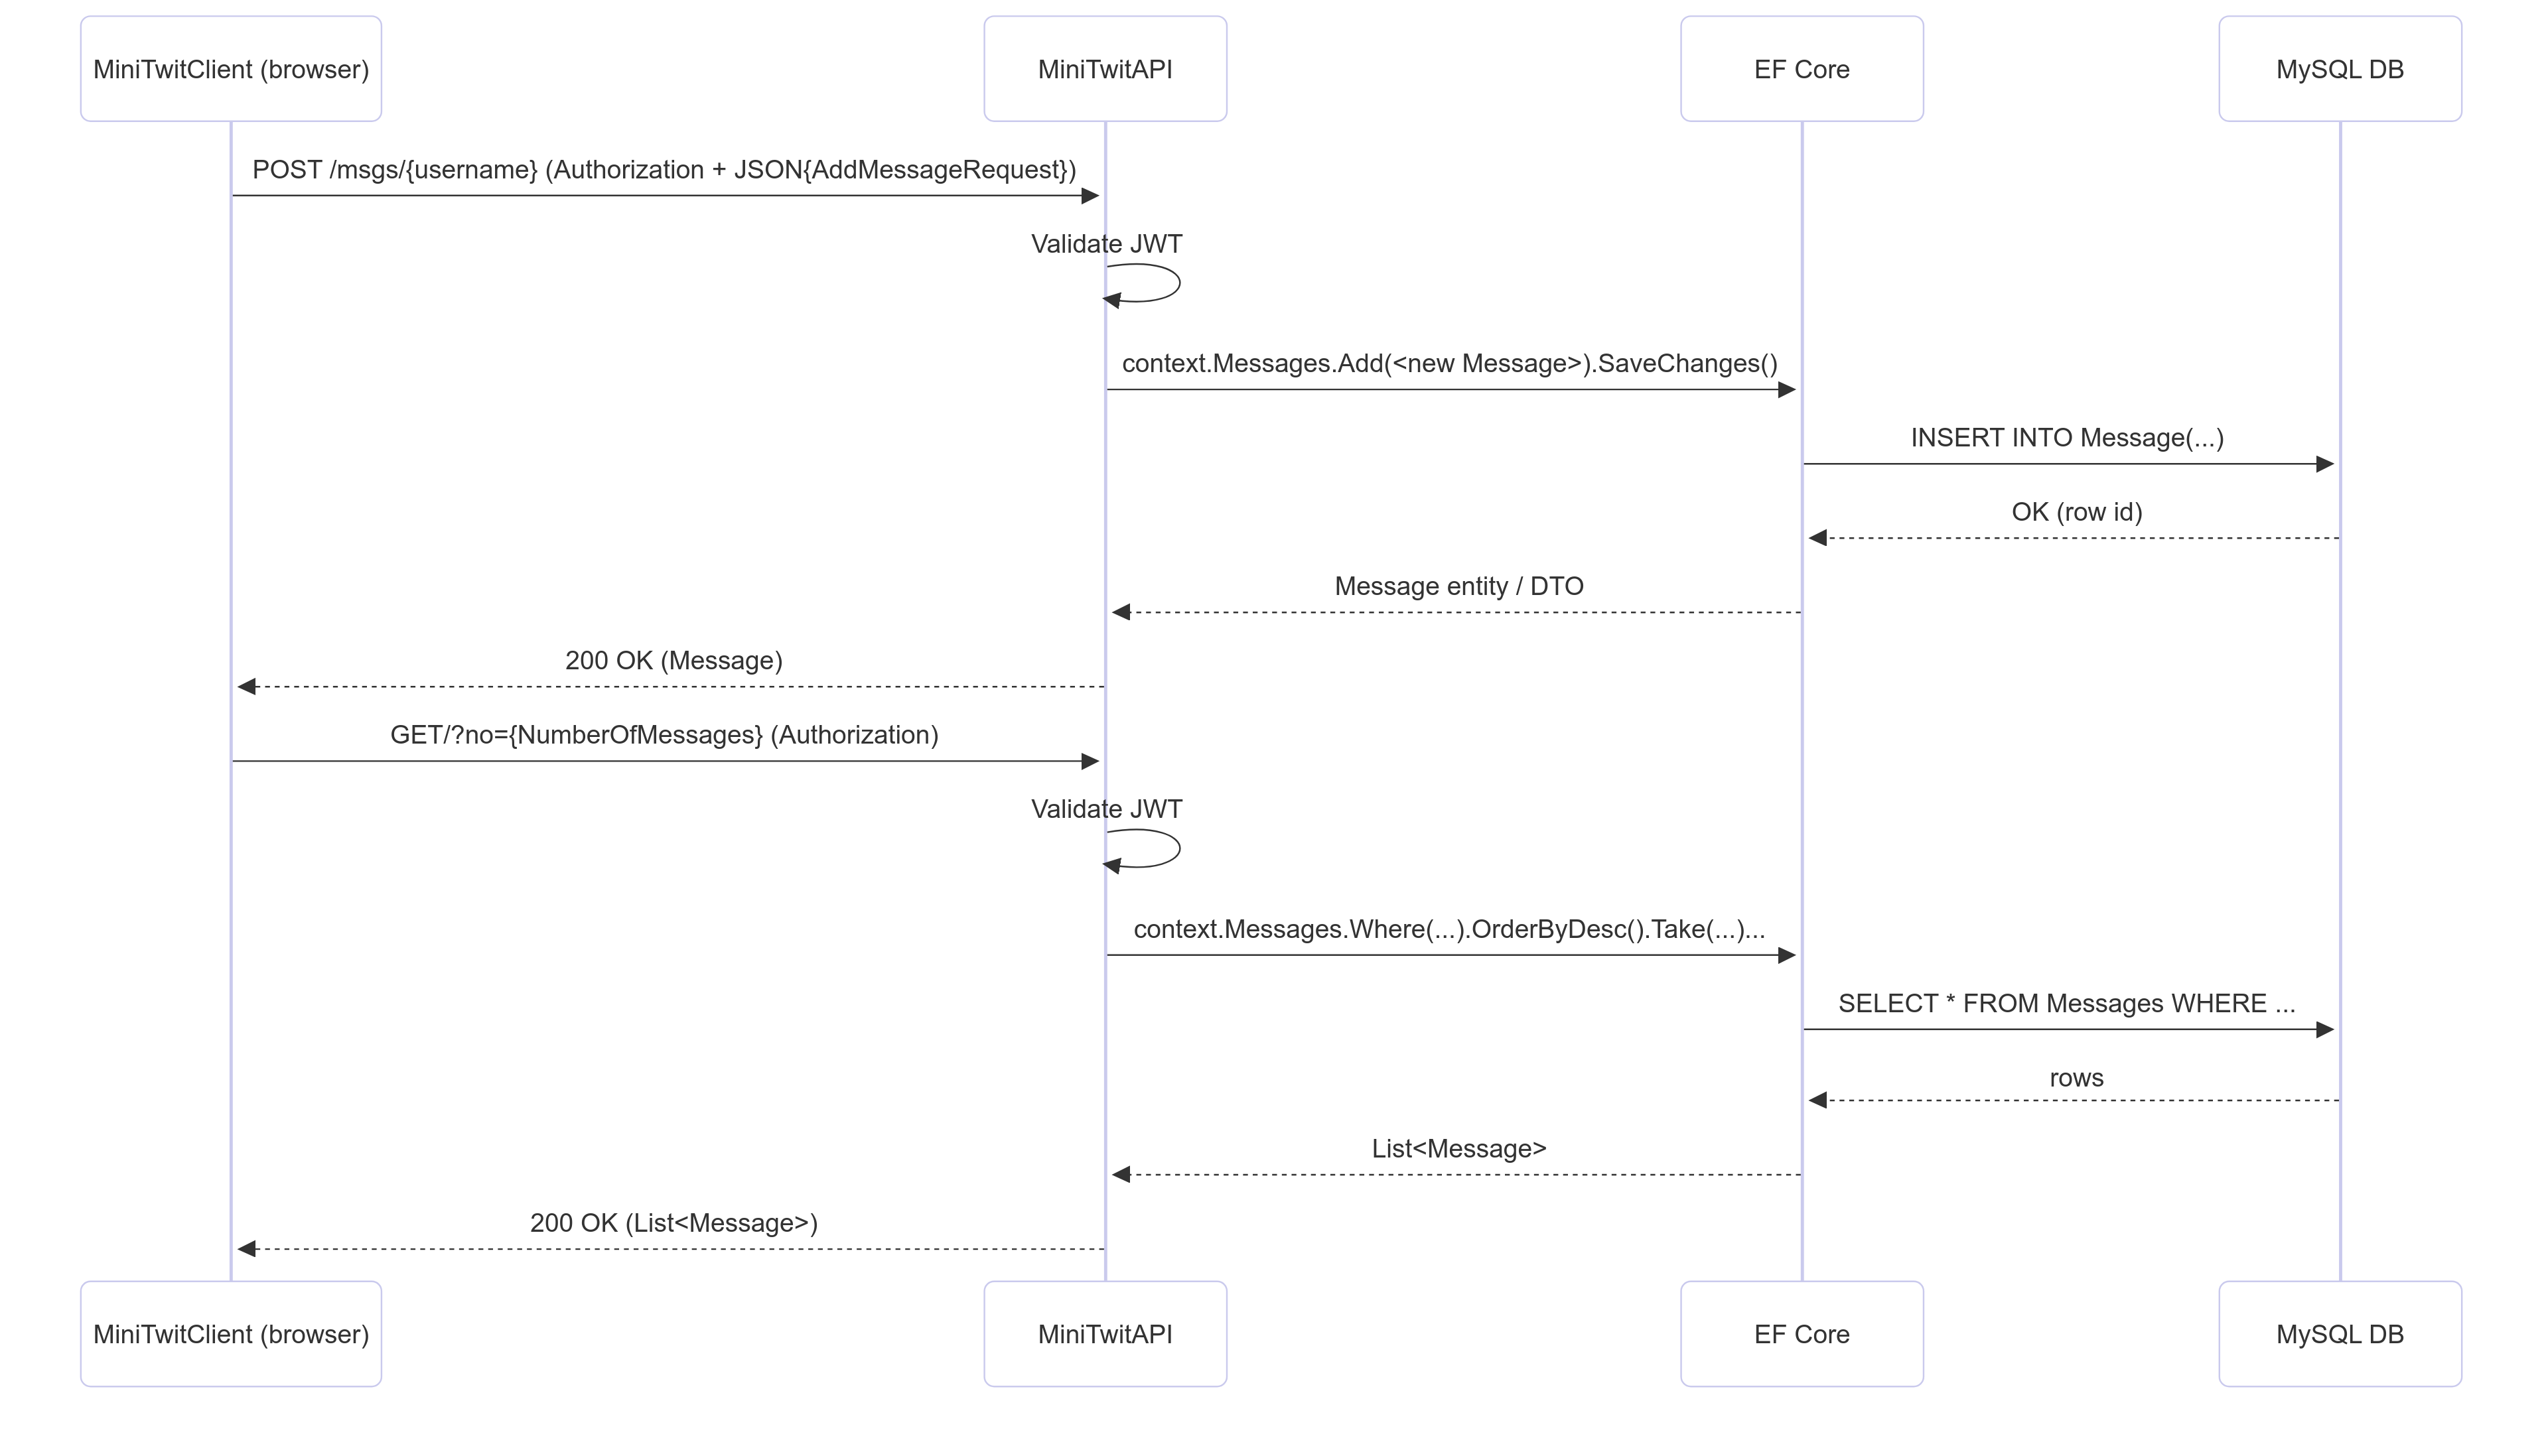 MiniTwitClient (browser)
MiniTwitAPI
EF Core
MySQL DB
POST /msgs/{username} (Authorization + JSON{AddMessageRequest})
Validate JWT
context.Messages.Add(<new Message>).SaveChanges()
INSERT INTO Message(...)
OK (row id)
Message entity / DTO
200 OK (Message)
GET/?no={NumberOfMessages} (Authorization)
Validate JWT
context.Messages.Where(...).OrderByDesc().Take(...)...
SELECT * FROM Messages WHERE ...
rows
List<Message>
200 OK (List<Message>)
MiniTwitClient (browser)
MiniTwitAPI
EF Core
MySQL DB